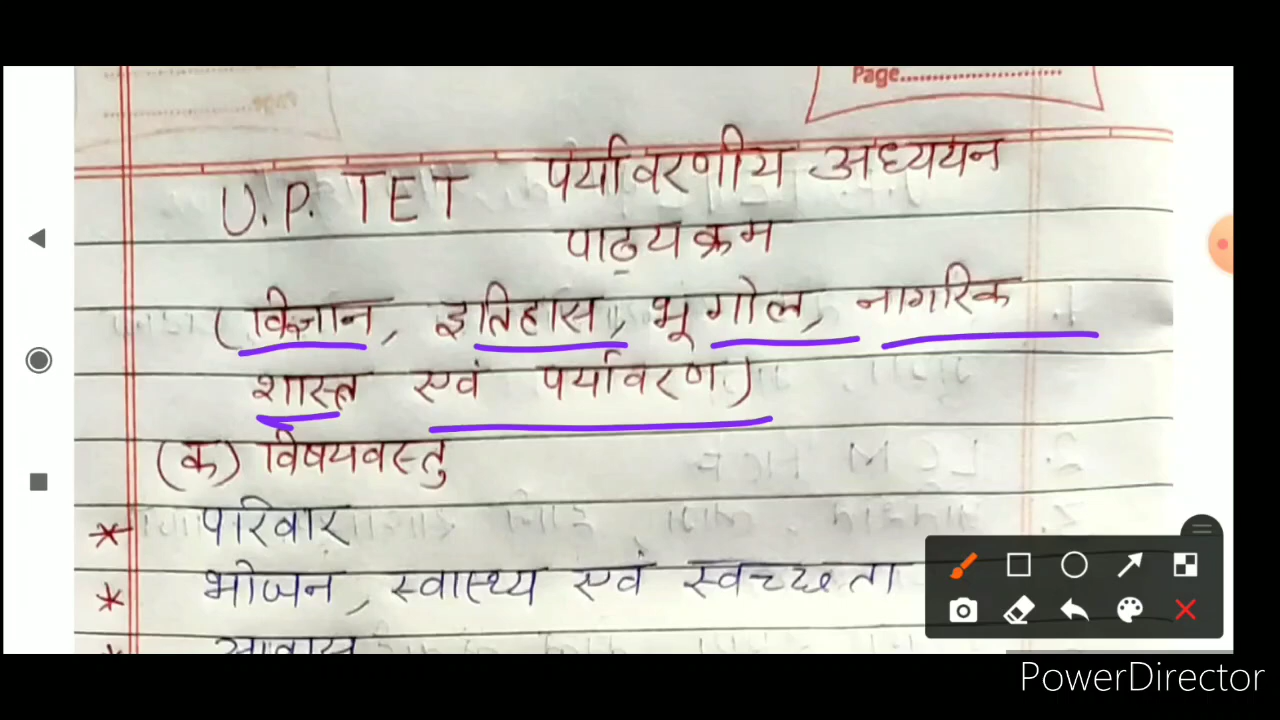 Page
U.P. TET पर्यावरणीय अध्ययन
पाठ्यक्रम
(विज्ञान, इतिहास, भूगोल, नागरिक
शास्त्र एवं पर्यावरण)
(क) विषयवस्तु
* परिवार
* भोजन, स्वास्थ्य एवं स्वच्छता
* आवास
PowerDirector